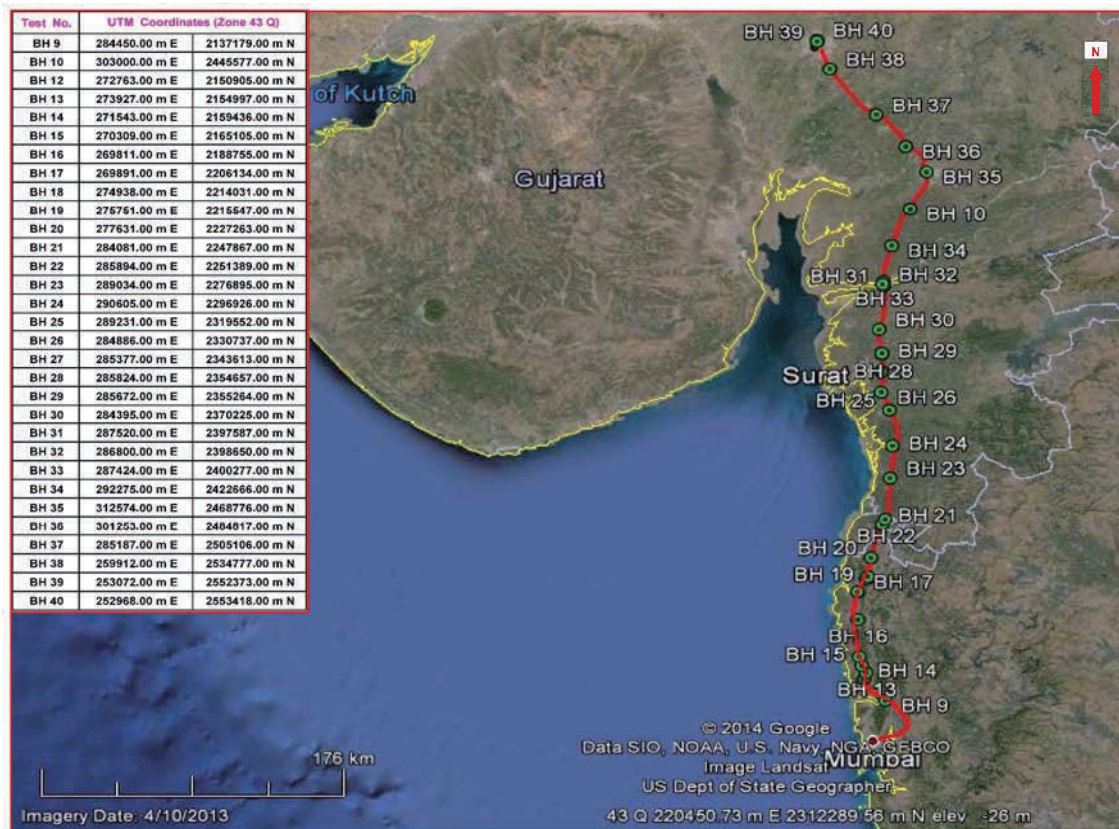 Test No. UTM Coordinates (Zone 43 Q)
BH 9 284450.00 m E 2137179.00 m N
BH 10 303000.00 m E 2445577.00 m N
BH 12 272763.00 m E 2150905.00 m N
BH 13 273927.00 m E 2154997.00 m N
BH 14 271543.00 m E 2159436.00 m N
BH 15 270309.00 m E 2165105.00 m N
BH 16 269811.00 m E 2188755.00 m N
BH 17 269891.00 m E 2206134.00 m N
BH 18 274938.00 m E 2214031.00 m N
BH 19 275751.00 m E 2215547.00 m N
BH 20 277631.00 m E 2227263.00 m N
BH 21 284081.00 m E 2247867.00 m N
BH 22 285894.00 m E 2251389.00 m N
BH 23 289034.00 m E 2276895.00 m N
BH 24 290605.00 m E 2296926.00 m N
BH 25 289231.00 m E 2319552.00 m N
BH 26 284886.00 m E 2330737.00 m N
BH 27 285377.00 m E 2343613.00 m N
BH 28 285824.00 m E 2354657.00 m N
BH 29 285672.00 m E 2355264.00 m N
BH 30 284395.00 m E 2370225.00 m N
BH 31 287520.00 m E 2397587.00 m N
BH 32 286800.00 m E 2398650.00 m N
BH 33 287424.00 m E 2400277.00 m N
BH 34 292275.00 m E 2422666.00 m N
BH 35 312574.00 m E 2468776.00 m N
BH 36 301253.00 m E 2484817.00 m N
BH 37 285187.00 m E 2505106.00 m N
BH 38 259912.00 m E 2534777.00 m N
BH 39 253072.00 m E 2552373.00 m N
BH 40 252968.00 m E 2553418.00 m N
N
BH 39 BH 40
BH 38
of Kutch
BH 37
BH 36
Gujarat
BH 35
BH 10
BH 34
BH 31 BH 32
BH 33
BH 30
BH 29
Surat BH 28
BH 25 BH 26
BH 24
BH 23
BH 21
BH 22
BH 20
BH 19 BH 17
BH 16
BH 15 BH 14
BH 13
BH 9
© 2014 Google
Data SIO, NOAA, U.S. Navy, NGA, GEBCO
Mumbai
Image Landsat
US Dept of State Geographer
176 km
Imagery Date: 4/10/2013 43 Q 220450.73 m E 2312289.56 m N elev -26 m